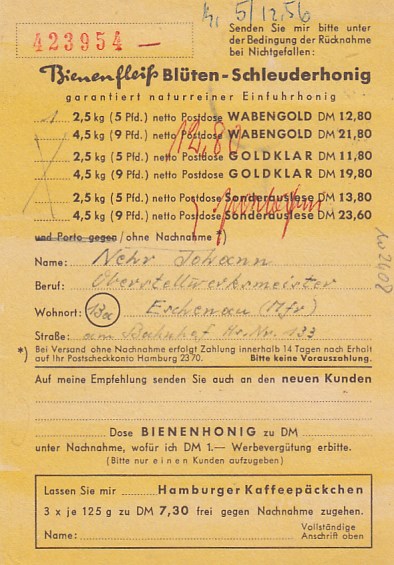 5/12.56
423954 —
Senden Sie mir bitte unter
der Bedingung der Rücknahme
bei Nichtgefallen:
Bienenfleiß Blüten-Schleuderhonig
garantiert naturreiner Einfuhrhonig
1 2,5 kg (5 Pfd.) netto Postdose WABENGOLD DM 12,80
4,5 kg (9 Pfd.) netto Postdose WABENGOLD DM 21,80
12,80
2,5 kg (5 Pfd.) netto Postdose GOLDKLAR DM 11,80
4,5 kg (9 Pfd.) netto Postdose GOLDKLAR DM 19,80
2,5 kg (5 Pfd.) netto Postdose Sonderauslese DM 13,80
4,5 kg (9 Pfd.) netto Postdose Sonderauslese DM 23,60
und Porto gegen / ohne Nachnahme *)
Name: Nehr Johann
Beruf: Oberstellwerksmeister
Wohnort: 13a Eschenau (Mfr)
Straße: am Bahnhof Hs. Nr. 133
*) Bei Versand ohne Nachnahme erfolgt Zahlung innerhalb 14 Tagen nach Erhalt
auf Ihr Postscheckkonto Hamburg 2370. Bitte keine Vorauszahlung.
Auf meine Empfehlung senden Sie auch an den neuen Kunden
Dose BIENENHONIG zu DM
unter Nachnahme, wofür ich DM 1.— Werbevergütung erbitte.
(Bitte nur einen Kunden aufzugeben)
Lassen Sie mir Hamburger Kaffeepäckchen
3 x je 125 g zu DM 7,30 frei gegen Nachnahme zugehen.
Name: Vollständige
Anschrift oben